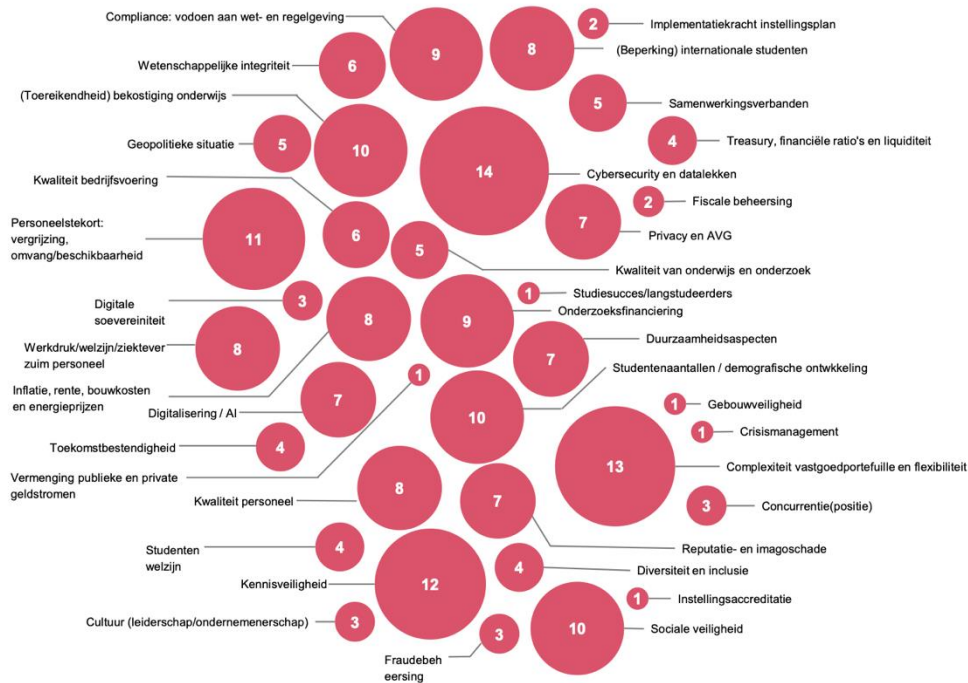 Compliance: vodoen aan wet- en regelgeving
9
8
2
Implementatiekracht instellingsplan
(Beperking) internationale studenten
Wetenschappelijke integriteit
6
(Toereikendheid) bekostiging onderwijs
5
Samenwerkingsverbanden
Geopolitieke situatie
5
10
4
Treasury, financiële ratio's en liquiditeit
14
Cybersecurity en datalekken
Kwaliteit bedrijfsvoering
2
Fiscale beheersing
Personeelstekort:
vergrijzing,
omvang/beschikbaarheid
11
6
5
7
Privacy en AVG
Kwaliteit van onderwijs en onderzoek
Digitale
soevereiniteit
3
1
Studiesucces/langstudeerders
Onderzoeksfinanciering
8
9
Werkdruk/welzijn/ziektever
zuim personeel
8
7
Duurzaamheidsaspecten
Studentenaantallen / demografische ontwkkeling
1
Inflatie, rente, bouwkosten
en energieprijzen
7
Digitalisering / AI
10
1
Gebouwveiligheid
1
Crismanagement
Toekomstbestendigheid
4
13
Complexiteit vastgoedportefuille en flexibiliteit
Vermenging publieke en private
geldstromen
8
Kwaliteit personeel
7
3
Concurrentie(positie)
Reputatie- en imagoschade
Studenten
welzijn
4
4
Diversiteit en inclusie
Kennisveiligheid
12
1
Instellingsaccreditatie
Cultuur (leiderschap/ondernemenerschap)
3
3
10
Sociale veiligheid
Fraudebeh
eersing